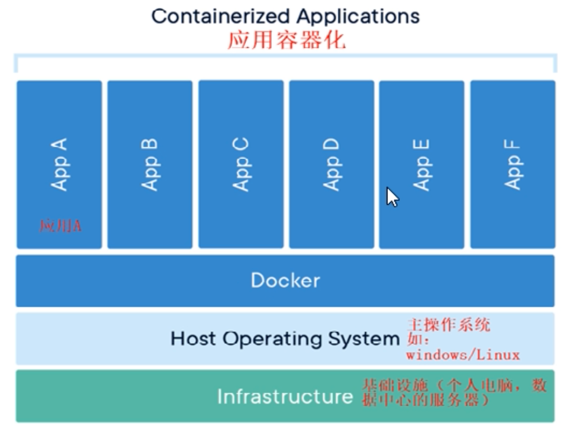 Containerized Applications
应用容器化
App A
App B
App C
App D
App E
App F
应用A
Docker
Host Operating System
主操作系统
如:
windows/Linux
Infrastructure
基础设施（个人电脑，数
据中心的服务器）